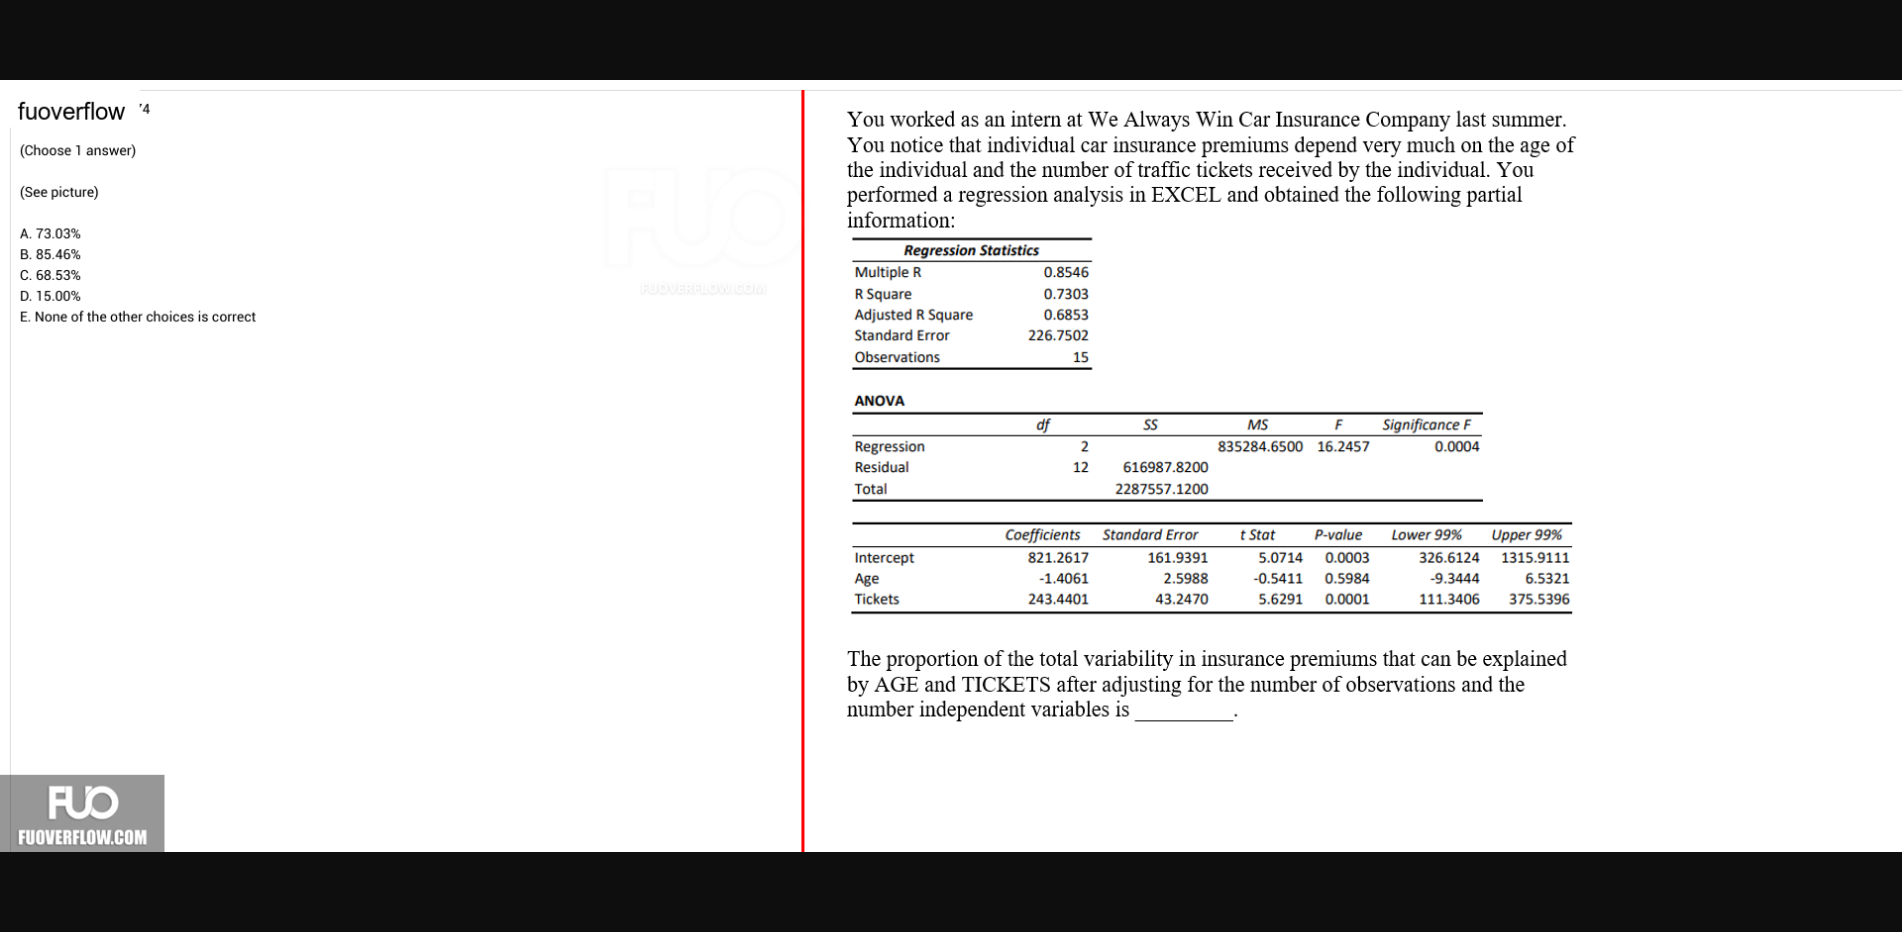 fuoverflow '4
(Choose 1 answer)
(See picture)
A. 73.03%
B. 85.46%
C. 68.53%
D. 15.00%
E. None of the other choices is correct
FUO
FUOVERFLOW.COM
You worked as an intern at We Always Win Car Insurance Company last summer.
You notice that individual car insurance premiums depend very much on the age of
the individual and the number of traffic tickets received by the individual. You
performed a regression analysis in EXCEL and obtained the following partial
information:
Regression Statistics
Multiple R 0.8546
R Square 0.7303
Adjusted R Square 0.6853
Standard Error 226.7502
Observations 15
ANOVA
df SS MS F Significance F
Regression 2 835284.6500 16.2457 0.0004
Residual 12 616987.8200
Total 2287557.1200
Coefficients Standard Error t Stat P-value Lower 99% Upper 99%
Intercept 821.2617 161.9391 5.0714 0.0003 326.6124 1315.9111
Age -1.4061 2.5988 -0.5411 0.5984 -9.3444 6.5321
Tickets 243.4401 43.2470 5.6291 0.0001 111.3406 375.5396
The proportion of the total variability in insurance premiums that can be explained
by AGE and TICKETS after adjusting for the number of observations and the
number independent variables is _________.
FUO
FUOVERFLOW.COM